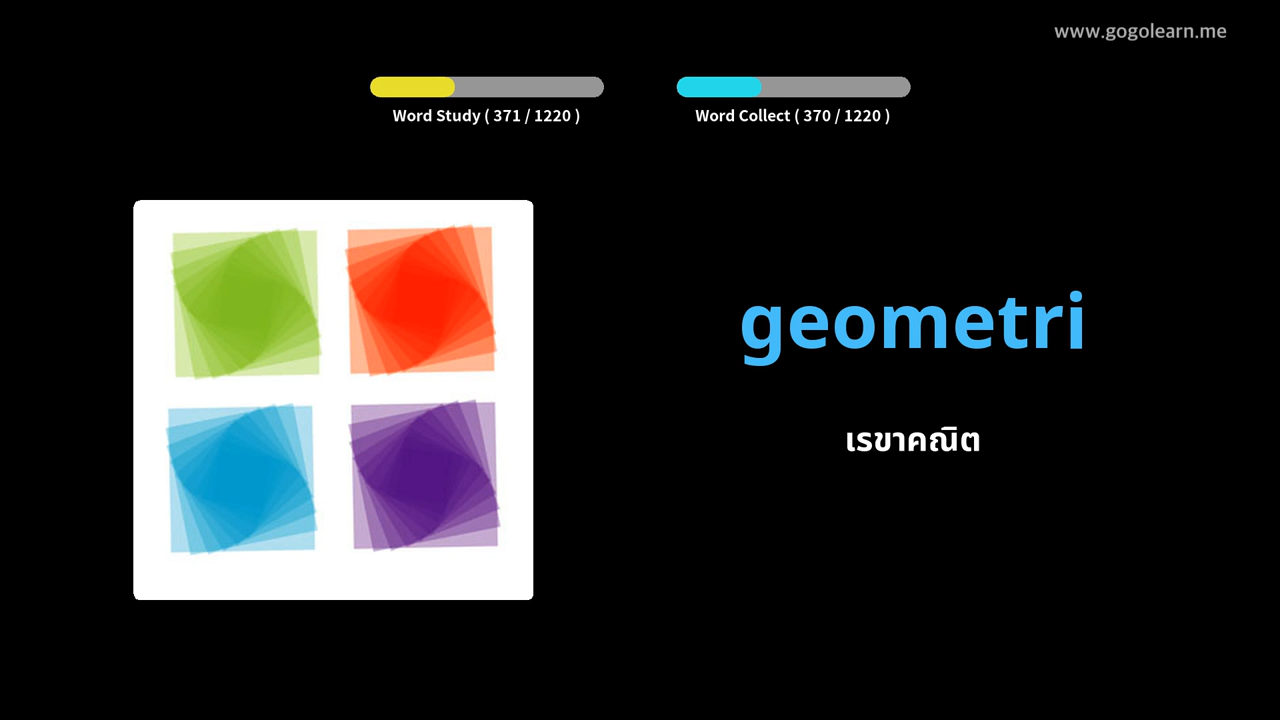 www.gogolearn.me
Word Study ( 371 / 1220 )
Word Collect ( 370 / 1220 )
geometri
เรขาคณิต